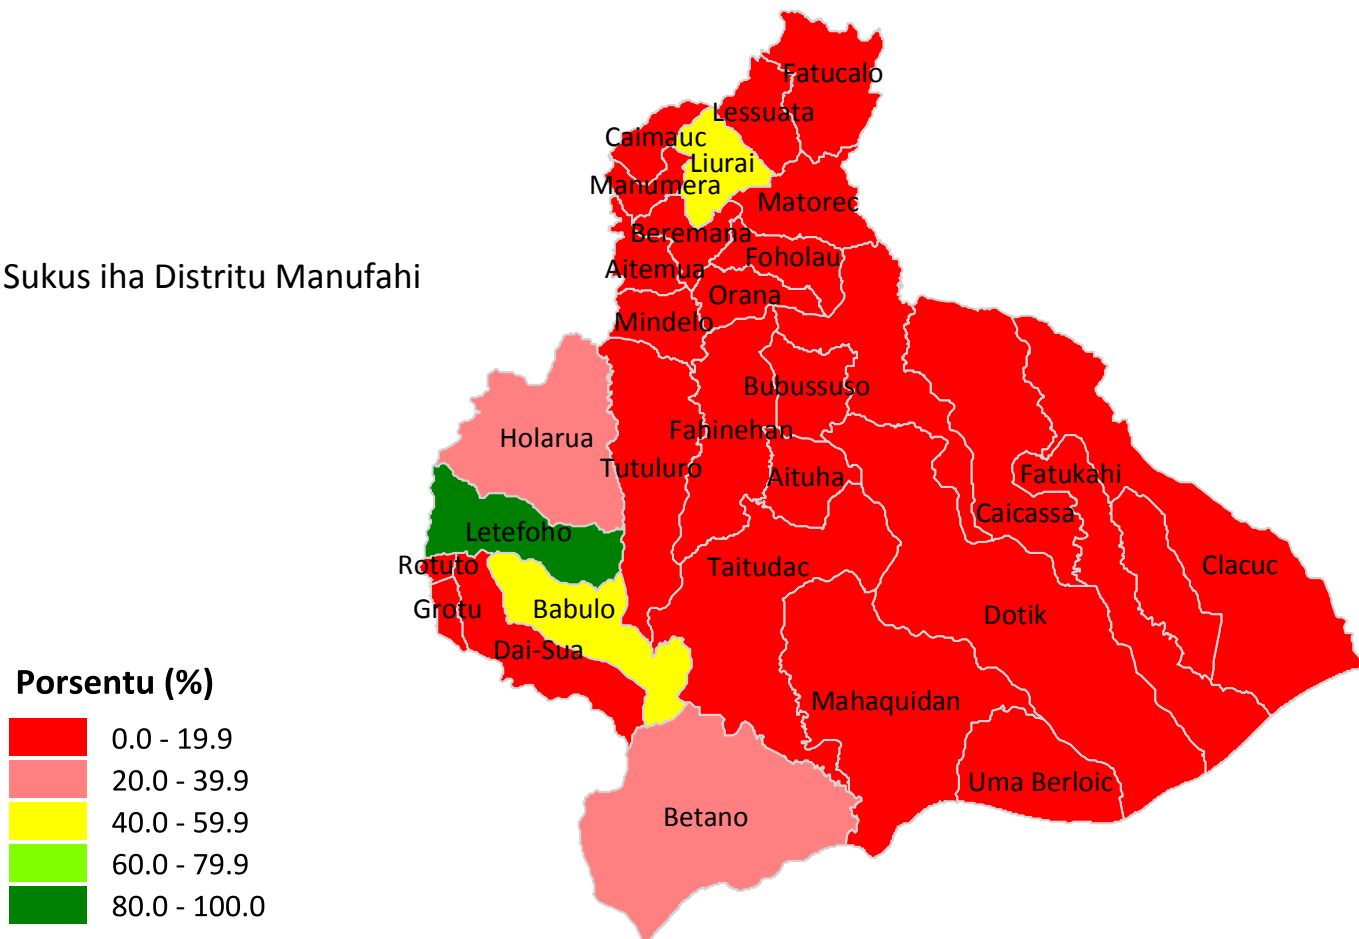 Fatucalo
Lessuata
Caimauc
Liurai
Manumera
Matorec
Beremana
Foholau
Aitemua
Sukus iha Distritu Manufahi
Orana
Mindelo
Bubussuso
Fahinehan
Holarua
Tutuluro
Aituha
Fatukahi
Caicassa
Letefoho
Rotuto
Taitudac
Clacuc
Grotu
Babulo
Dotik
Dai-Sua
Porsentu (%)
Mahaquidan
0.0 - 19.9
20.0 - 39.9
Uma Berloic
40.0 - 59.9
Betano
60.0 - 79.9
80.0 - 100.0